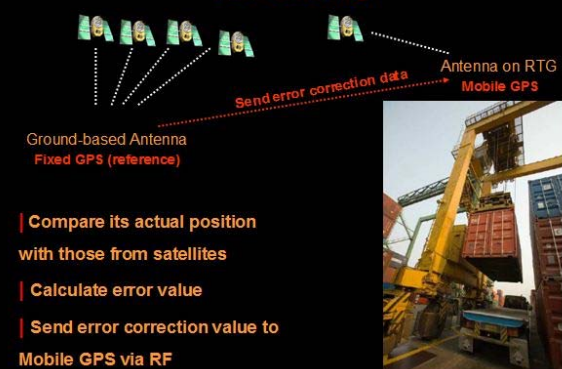 Antenna on RTG
Mobile GPS
Send error correction data
Ground-based Antenna
Fixed GPS (reference)
| Compare its actual position
with those from satellites
| Calculate error value
| Send error correction value to
Mobile GPS via RF